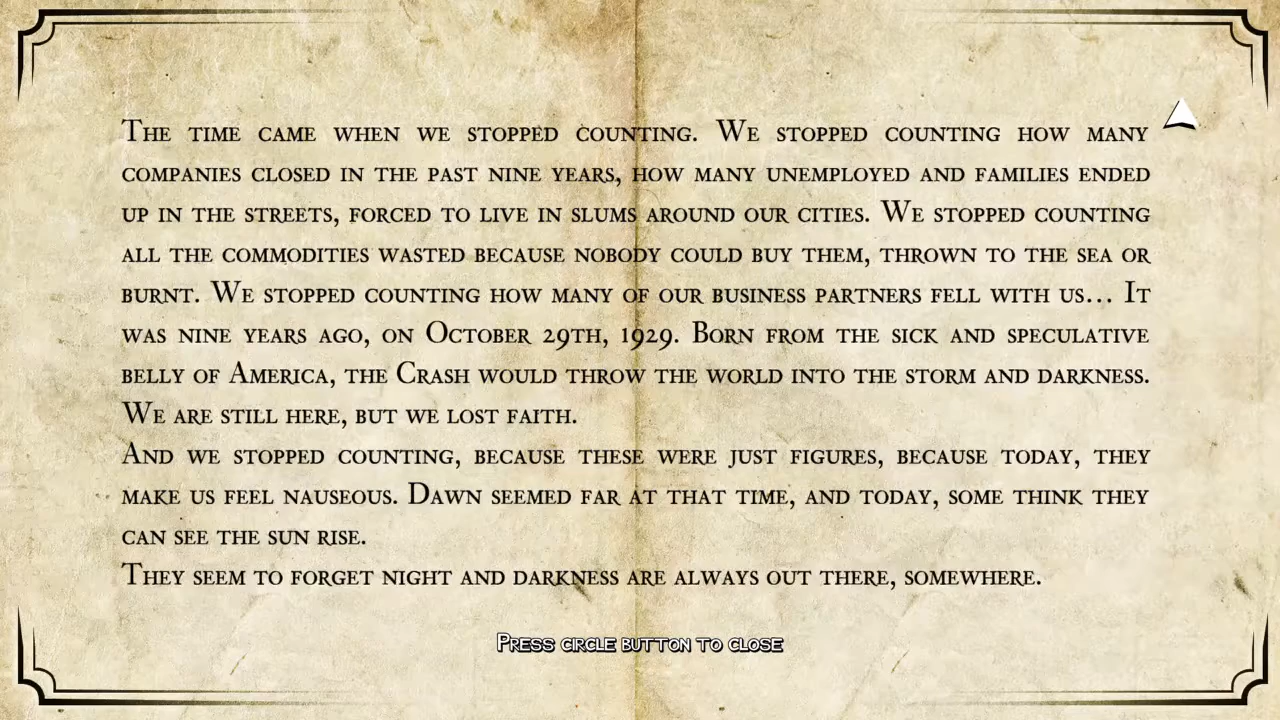 The time came when we stopped counting. We stopped counting how many
companies closed in the past nine years, how many unemployed and families ended
up in the streets, forced to live in slums around our cities. We stopped counting
all the commodities wasted because nobody could buy them, thrown to the sea or
burnt. We stopped counting how many of our business partners fell with us... It
was nine years ago, on October 29th, 1929. Born from the sick and speculative
belly of America, the Crash would throw the world into the storm and darkness.
We are still here, but we lost faith.
And we stopped counting, because these were just figures, because today, they
make us feel nauseous. Dawn seemed far at that time, and today, some think they
can see the sun rise.
They seem to forget night and darkness are always out there, somewhere.
Press circle button to close